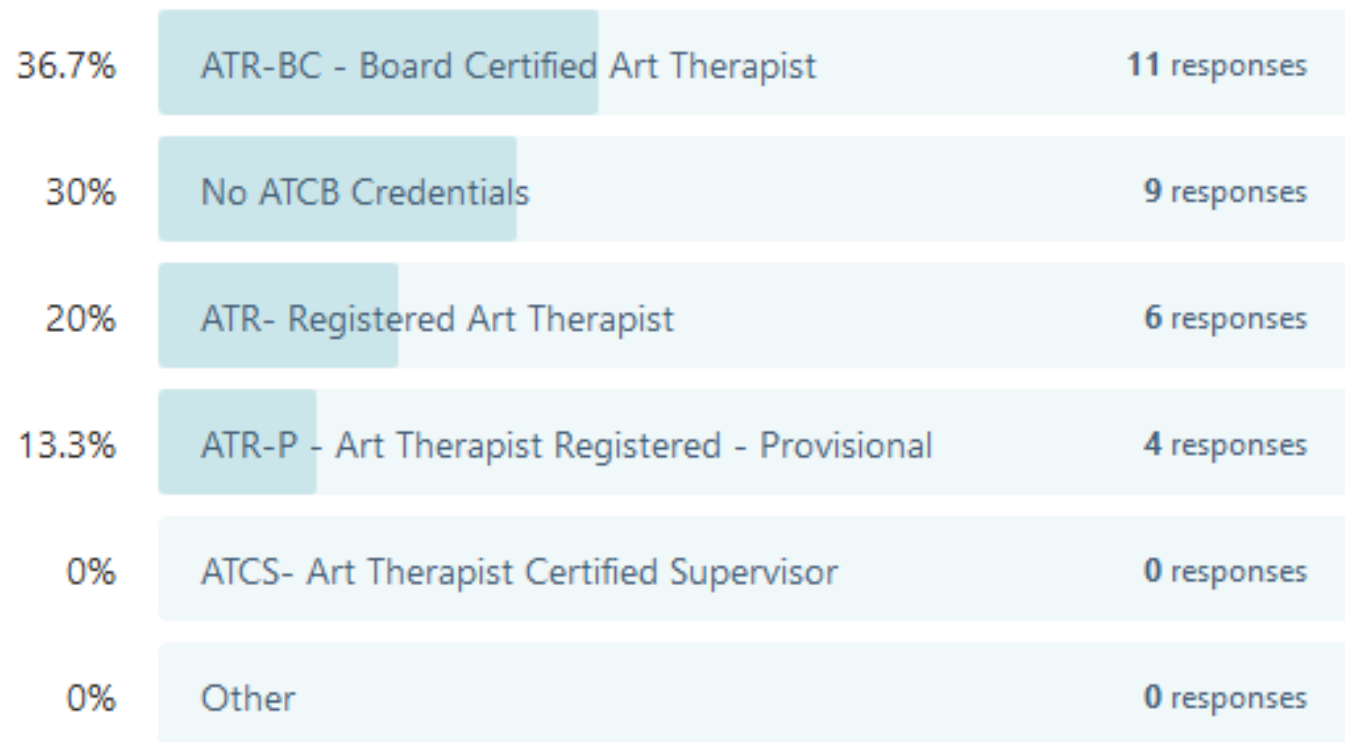 36.7% ATR-BC - Board Certified Art Therapist 11 responses
30% No ATCB Credentials 9 responses
20% ATR- Registered Art Therapist 6 responses
13.3% ATR-P - Art Therapist Registered - Provisional 4 responses
0% ATCS- Art Therapist Certified Supervisor 0 responses
0% Other 0 responses